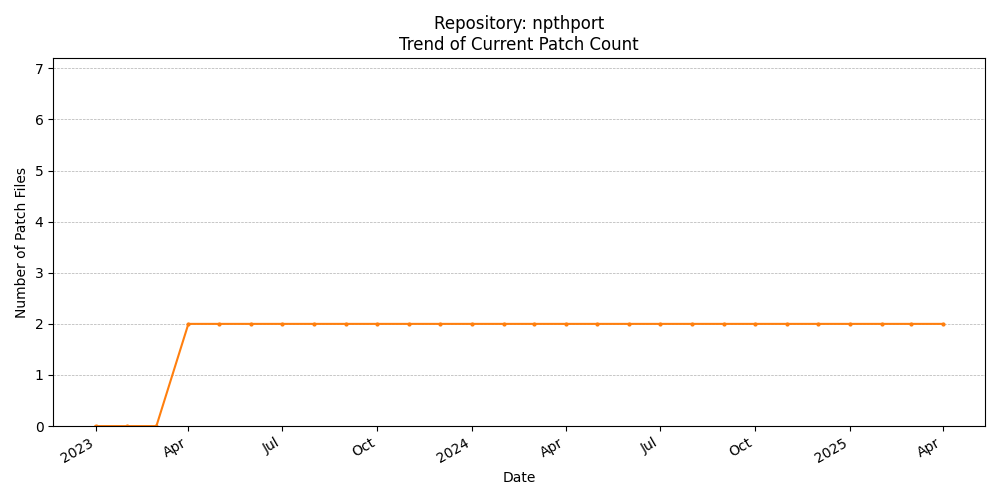 Repository: npthport
Trend of Current Patch Count
Number of Patch Files
7
6
5
4
3
2
1
0
2023
Apr
Jul
Oct
2024
Apr
Jul
Oct
2025
Apr
Date